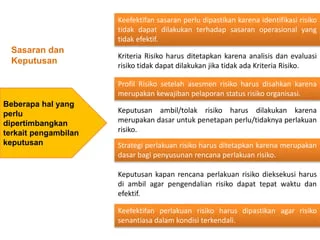 Sasaran dan
Keputusan
Beberapa hal yang
perlu
dipertimbangkan
terkait pengambilan
keputusan
Keefektifan sasaran perlu dipastikan karena identifikasi risiko
tidak dapat dilakukan terhadap sasaran operasional yang
tidak efektif.
Kriteria Risiko harus ditetapkan karena analisis dan evaluasi
risiko tidak dapat dilakukan jika tidak ada Kriteria Risiko.
Profil Risiko setelah asesmen risiko harus disahkan karena
merupakan kewajiban pelaporan status risiko organisasi.
Keputusan ambil/tolak risiko harus dilakukan karena
merupakan dasar untuk penetapan perlu/tidaknya perlakuan
risiko.
Strategi perlakuan risiko harus ditetapkan karena merupakan
dasar bagi penyusunan rencana perlakuan risiko.
Keputusan kapan rencana perlakuan risiko dieksekusi harus
di ambil agar pengendalian risiko dapat tepat waktu dan
efektif.
Keefektifan perlakuan risiko harus dipastikan agar risiko
senantiasa dalam kondisi terkendali.